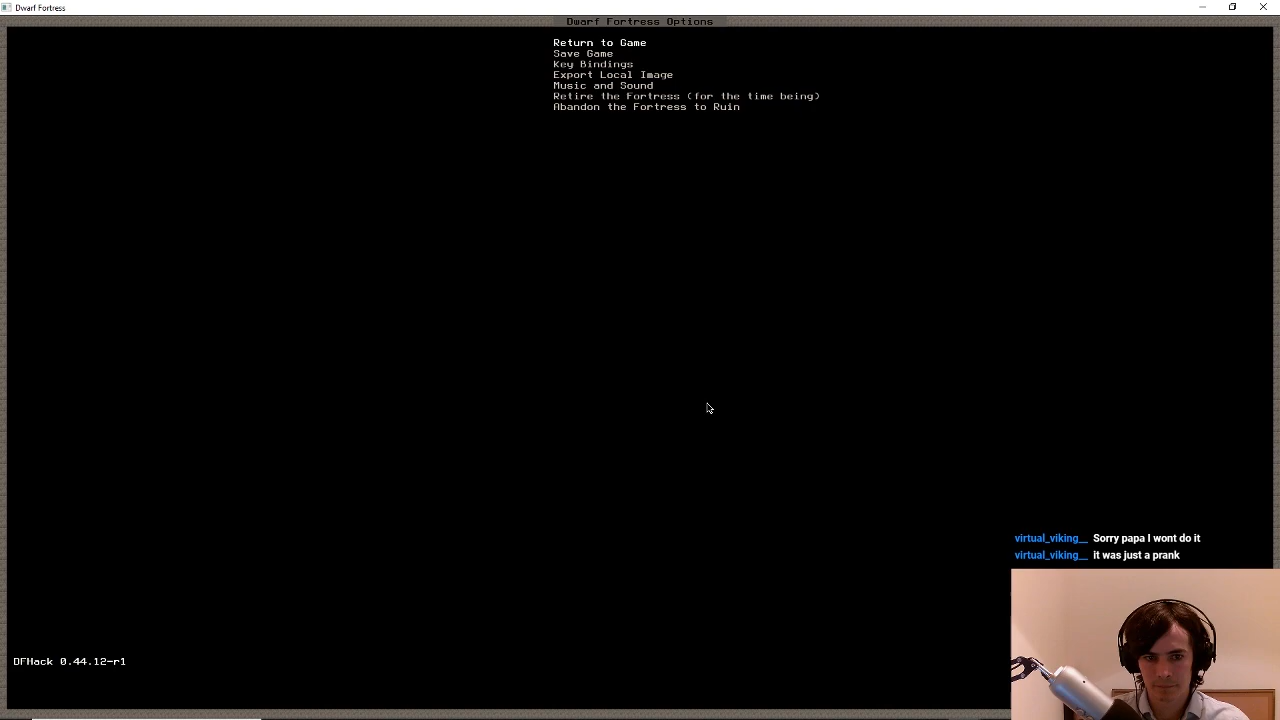 Dwarf Fortress
Dwarf Fortress Options
Return to Game
Save Game
Key Bindings
Export Local Image
Music and Sound
Retire the Fortress (for the time being)
Abandon the Fortress to Ruin
virtual_viking__ Sorry papa I wont do it
virtual_viking__ it was just a prank
DFHack 0.44.12-r1